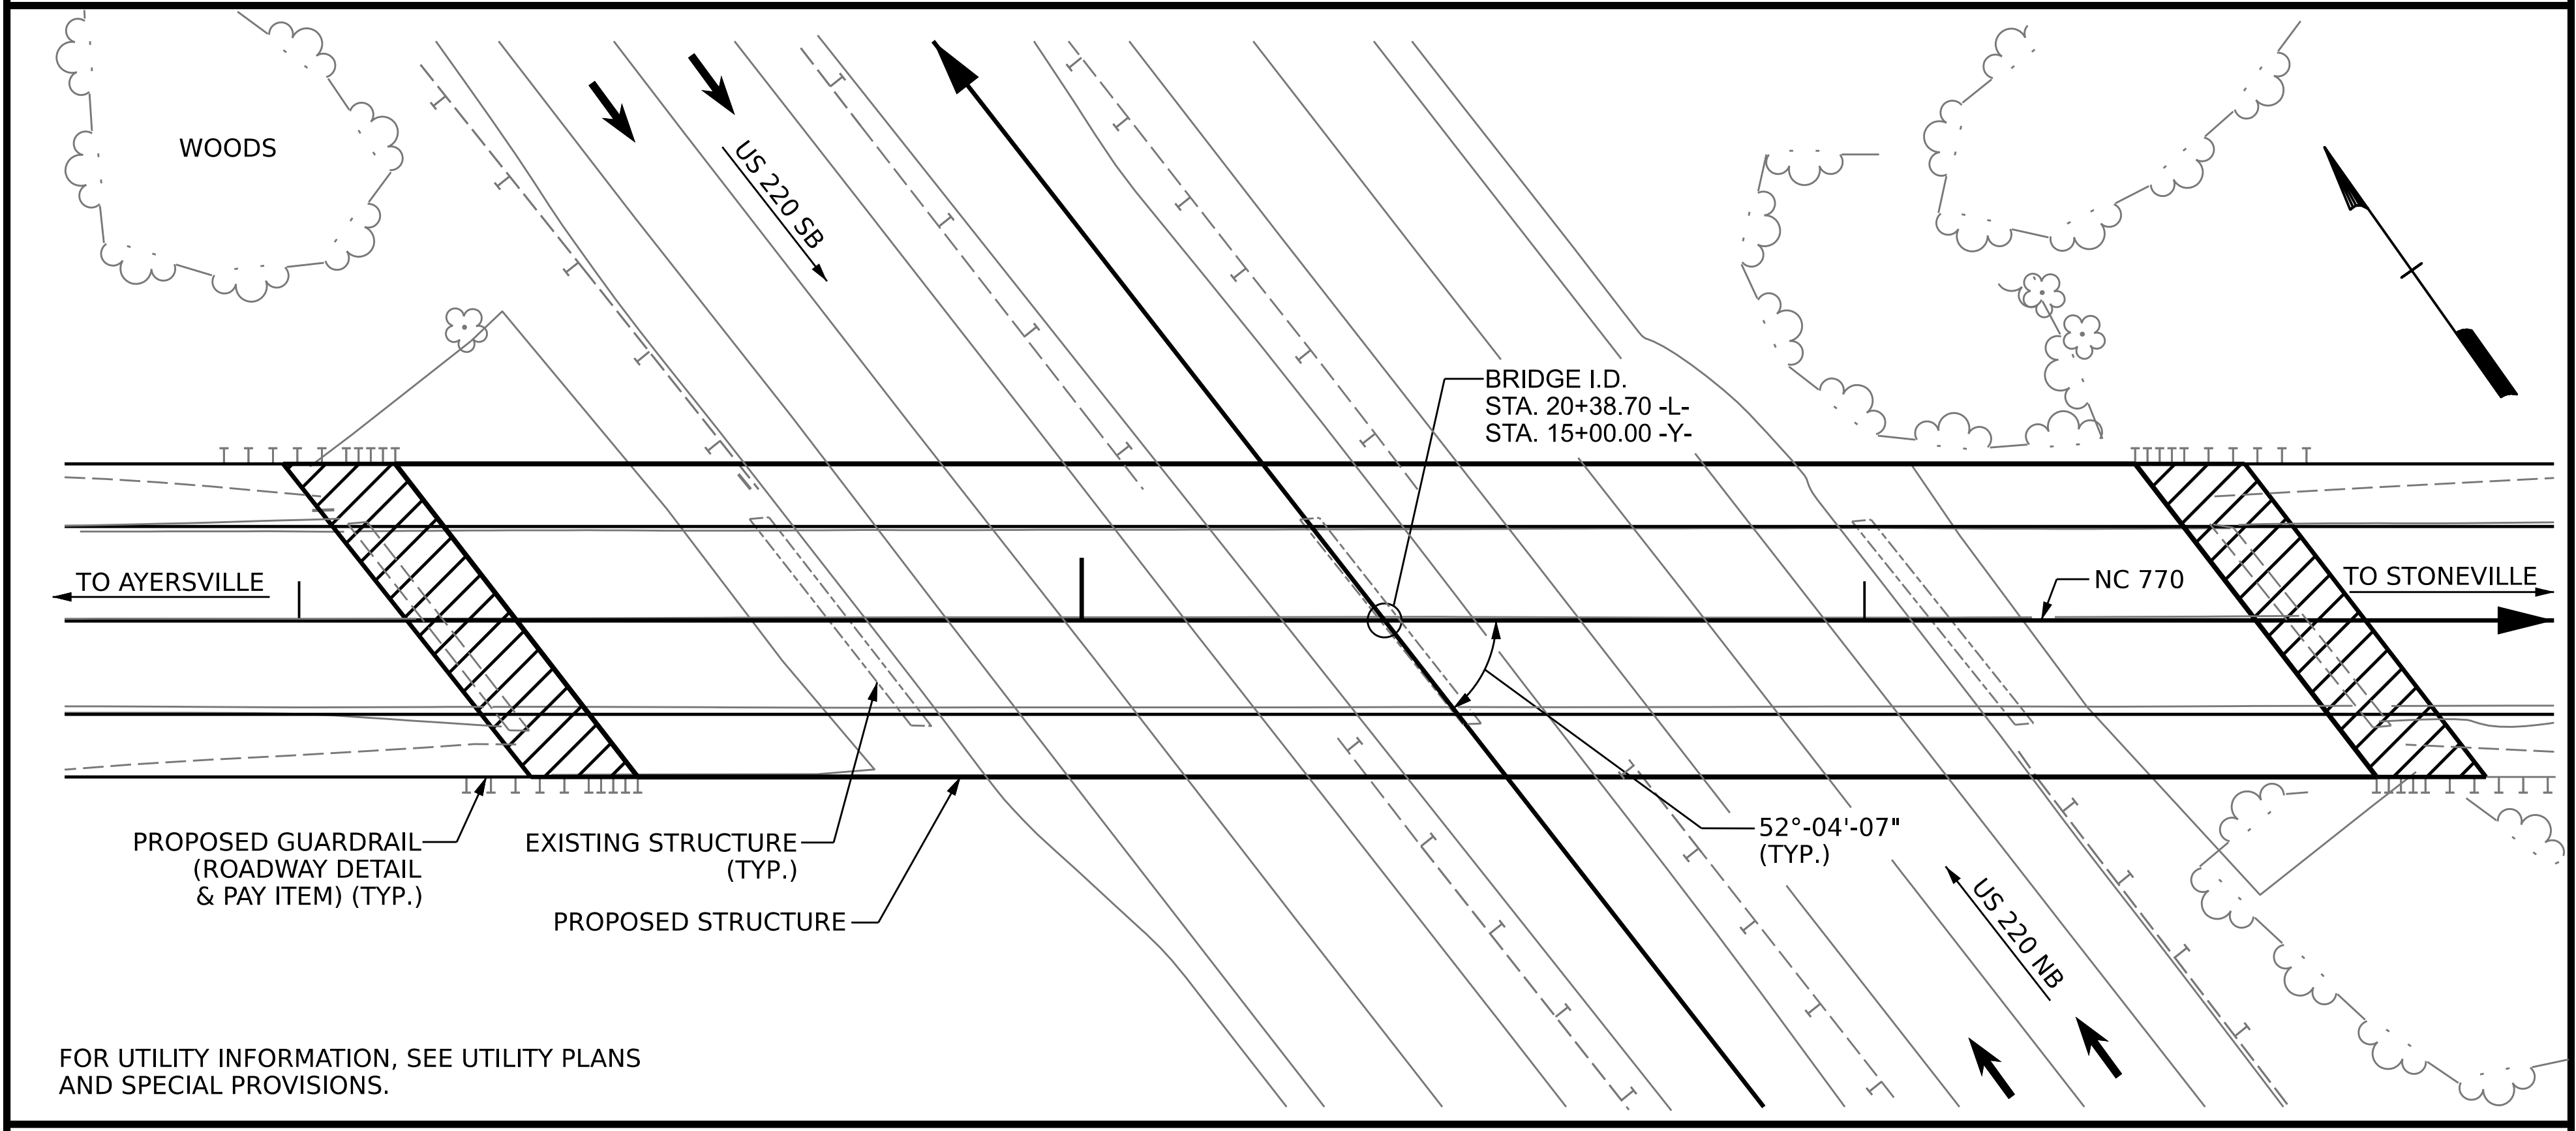 WOODS
US 220 SB
BRIDGE I.D.
STA. 20+38.70 -L-
STA. 15+00.00 -Y-
TO AYERSVILLE
NC 770
TO STONEVILLE
PROPOSED GUARDRAIL
(ROADWAY DETAIL
& PAY ITEM) (TYP.)
EXISTING STRUCTURE
(TYP.)
PROPOSED STRUCTURE
52°-04'-07"
(TYP.)
US 220 NB
FOR UTILITY INFORMATION, SEE UTILITY PLANS
AND SPECIAL PROVISIONS.